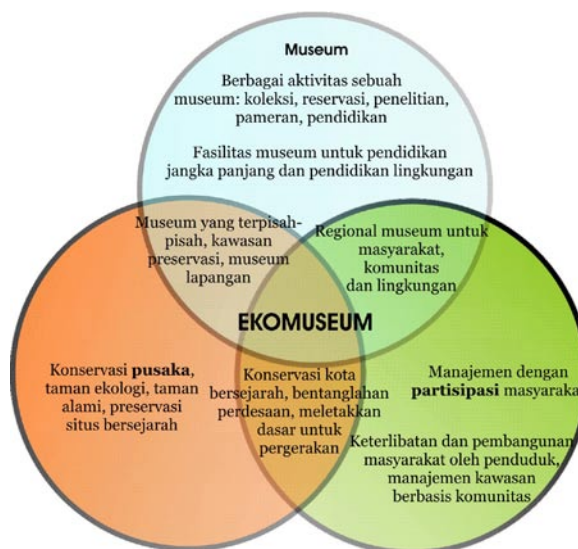 Museum
Berbagai aktivitas sebuah
museum: koleksi, reservasi, penelitian,
pameran, pendidikan
Fasilitas museum untuk pendidikan
jangka panjang dan pendidikan lingkungan
Museum yang terpisah-
pisah, kawasan
preservasi, museum
lapangan
Regional museum untuk
masyarakat,
komunitas
dan lingkungan
EKOMUSEUM
Konservasi pusaka,
taman ekologi, taman
alami, preservasi
situs bersejarah
Konservasi kota
bersejarah, bentanglahan
perdesaan, meletakkan
dasar untuk
pergerakan
Manajemen dengan
partisipasi masyaraka
Keterlibatan dan pembangunan
masyarakat oleh penduduk,
manajemen kawasan
berbasis komunitas